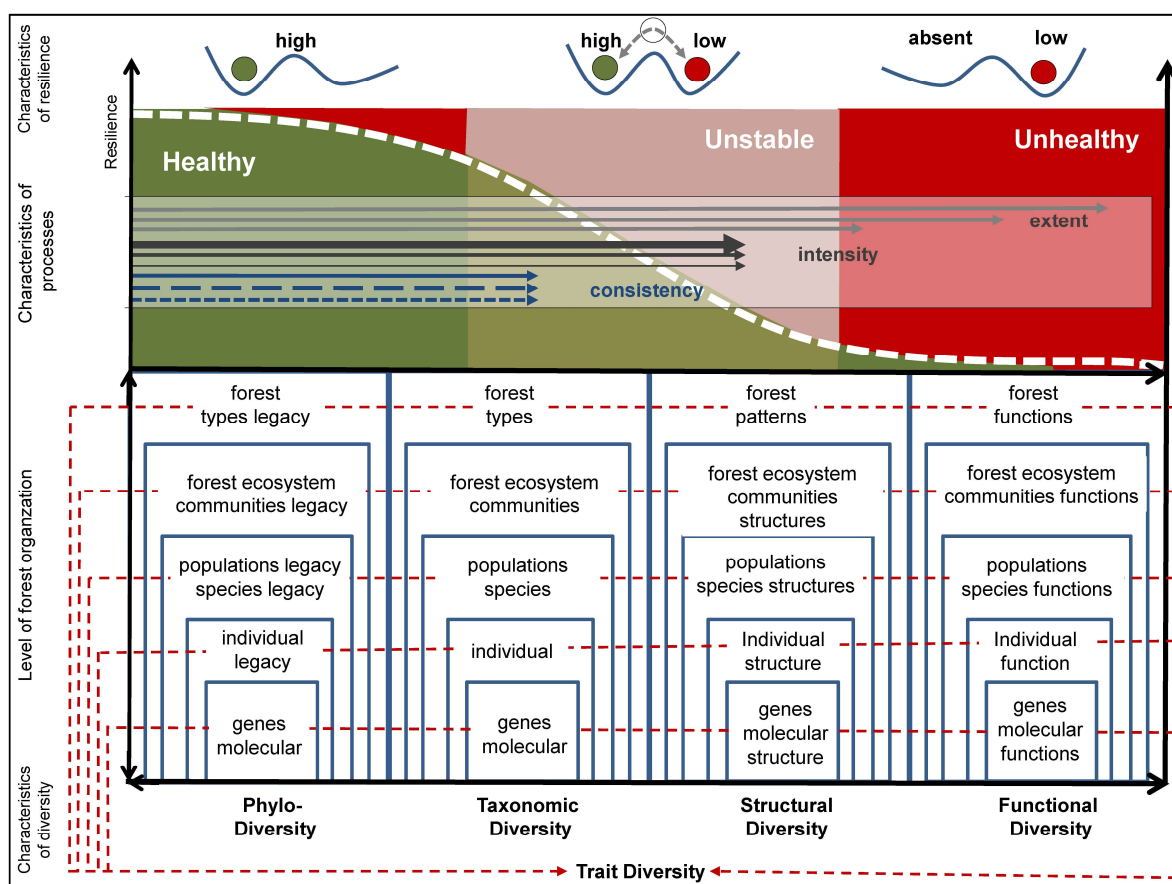 Characteristics
of resilience
high
high
low
absent
low
Resilience
Healthy
Unstable
Unhealthy
Characteristics of
processes
extent
intensity
consistency
Level of forest organization
forest
types legacy
forest
types
forest
patterns
forest
functions
forest ecosystem
communities legacy
forest ecosystem
communities
forest ecosystem
communities
structures
forest ecosystem
communities functions
populations legacy
species legacy
populations
species
populations
species structures
populations
species functions
individual
legacy
individual
Individual
structure
Individual
function
genes
molecular
genes
molecular
genes
molecular
structure
genes
molecular
functions
Characteristics
of diversity
Phylo-
Diversity
Taxonomic
Diversity
Structural
Diversity
Functional
Diversity
Trait Diversity